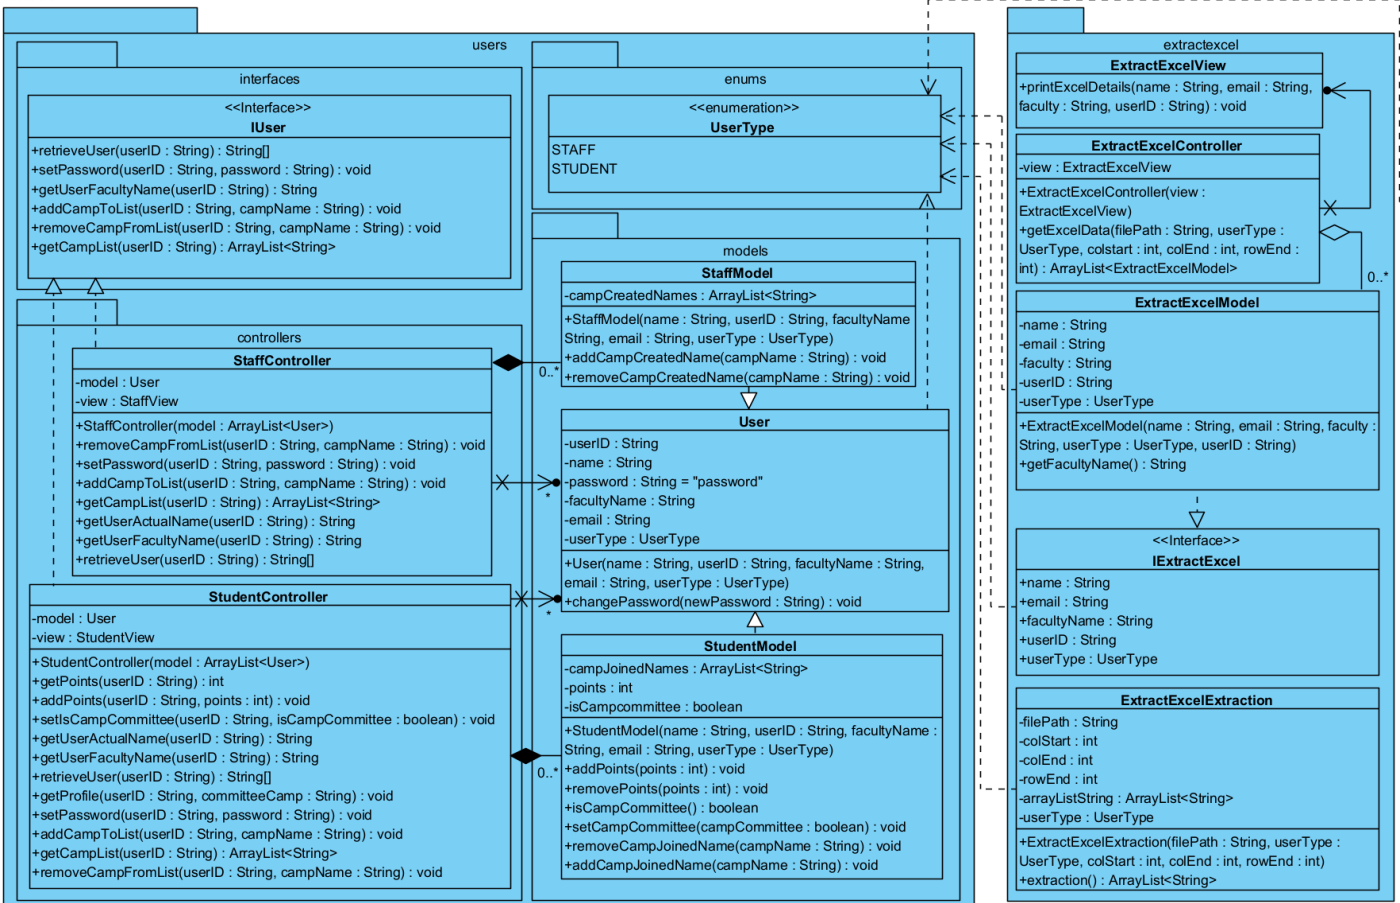 users
interfaces
<<Interface>>
IUser
+retrieveUser(userID : String) : String[]
+setPassword(userID : String, password : String) : void
+getUserFacultyName(userID : String) : String
+addCampToList(userID : String, campName : String) : void
+removeCampFromList(userID : String, campName : String) : void
+getCampList(userID : String) : ArrayList<String>
controllers
StaffController
-model : User
-view : StaffView
+StaffController(model : ArrayList<User>)
+removeCampFromList(userID : String, campName : String) : void
+setPassword(userID : String, password : String) : void
+addCampToList(userID : String, campName : String) : void
+getCampList(userID : String) : ArrayList<String>
+getUserActualName(userID : String) : String
+getUserFacultyName(userID : String) : String
+retrieveUser(userID : String) : String[]
StudentController
-model : User
-view : StudentView
+StudentController(model : ArrayList<User>)
+getPoints(userID : String) : int
+addPoints(userID : String, points : int) : void
+setIsCampCommittee(userID : String, isCampCommittee : boolean) : void
+getUserActualName(userID : String) : String
+getUserFacultyName(userID : String) : String
+retrieveUser(userID : String) : String[]
+getProfile(userID : String, committeeCamp : String) : void
+setPassword(userID : String, password : String) : void
+addCampToList(userID : String, campName : String) : void
+getCampList(userID : String) : ArrayList<String>
+removeCampFromList(userID : String, campName : String) : void
enums
<<enumeration>>
UserType
STAFF
STUDENT
models
StaffModel
-campCreatedNames : ArrayList<String>
+StaffModel(name : String, userID : String, facultyName
String, email : String, userType : UserType)
+addCampCreatedName(campName : String) : void
+removeCampCreatedName(campName : String) : void
0..*
User
-userID : String
-name : String
-password : String = "password"
-facultyName : String
-email : String
-userType : UserType
+User(name : String, userID : String, facultyName : String,
email : String, userType : UserType)
+changePassword(newPassword : String) : void
*
*
StudentModel
-campJoinedNames : ArrayList<String>
-points : int
-isCampcommittee : boolean
+StudentModel(name : String, userID : String, facultyName :
String, email : String, userType : UserType)
+addPoints(points : int) : void
+removePoints(points : int) : void
+isCampCommittee() : boolean
+setCampCommittee(campCommittee : boolean) : void
+removeCampJoinedName(campName : String) : void
+addCampJoinedName(campName : String) : void
0..*
extractexcel
ExtractExcelView
+printExcelDetails(name : String, email : String,
faculty : String, userID : String) : void
ExtractExcelController
-view : ExtractExcelView
+ExtractExcelController(view :
ExtractExcelView)
+getExcelData(filePath : String, userType :
UserType, colstart : int, colEnd : int, rowEnd :
int) : ArrayList<ExtractExcelModel>
0..*
ExtractExcelModel
-name : String
-email : String
-faculty : String
-userID : String
-userType : UserType
+ExtractExcelModel(name : String, email : String, faculty :
String, userType : UserType, userID : String)
+getFacultyName() : String
<<Interface>>
IExtractExcel
+name : String
+email : String
+facultyName : String
+userID : String
+userType : UserType
ExtractExcelExtraction
-filePath : String
-colStart : int
-colEnd : int
-rowEnd : int
-arrayListString : ArrayList<String>
-userType : UserType
+ExtractExcelExtraction(filePath : String, userType :
UserType, colStart : int, colEnd : int, rowEnd : int)
+extraction() : ArrayList<String>